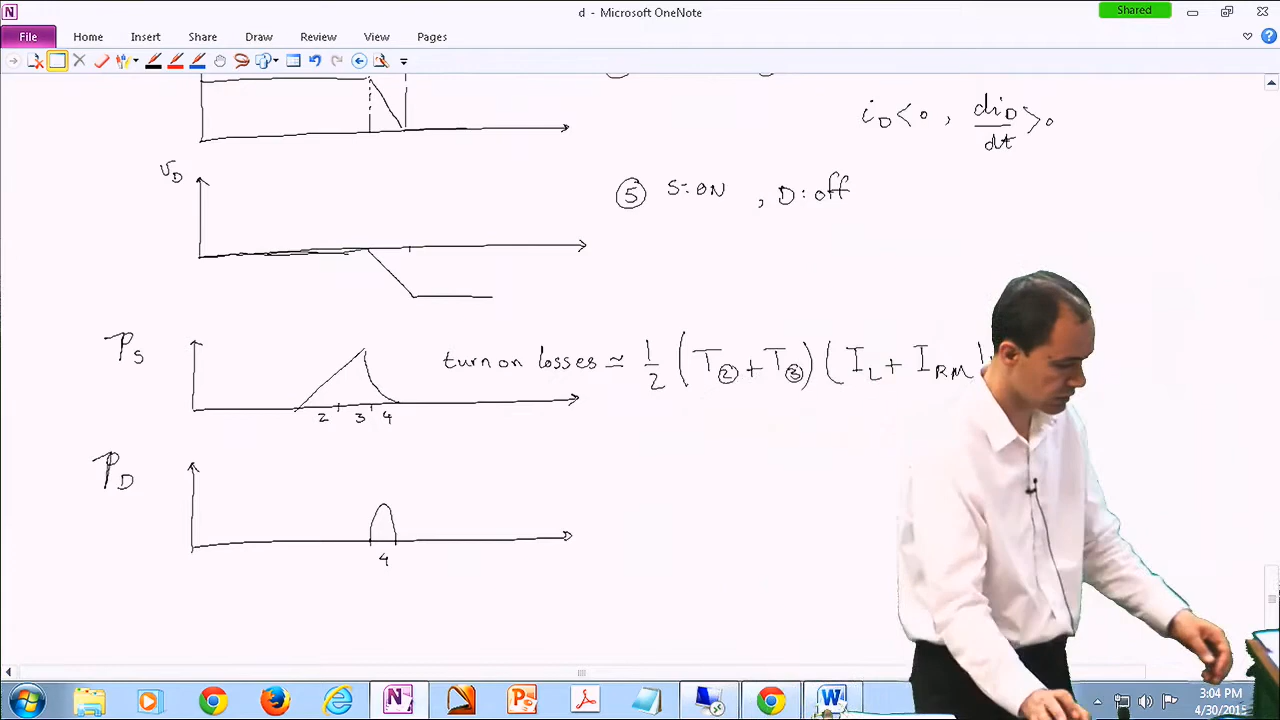 d - Microsoft OneNote
Shared
File Home Insert Share Draw Review View Pages
i_D < 0 , di_D/dt > 0
v_D
⑤ S: ON , D: off
P_S
turn on losses ≃ 1/2 (T_② + T_③) (I_L + I_RM)
2 3 4
P_D
4
3:04 PM
4/30/2015